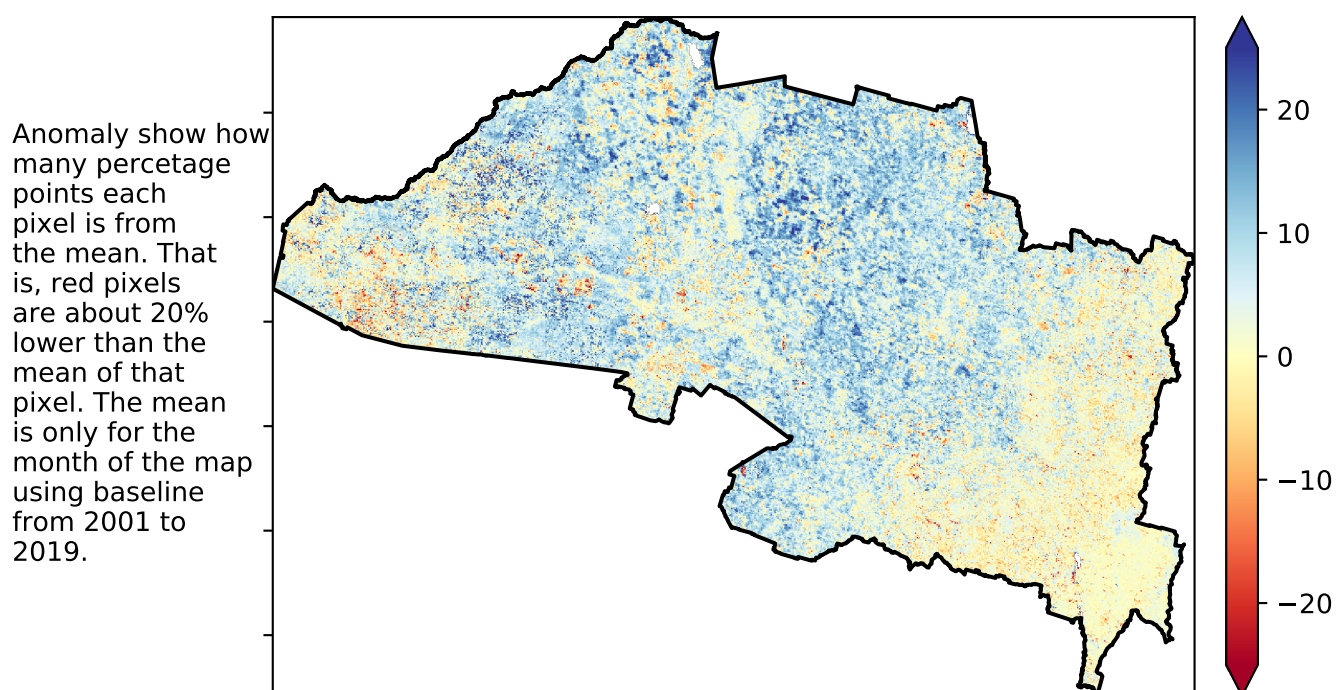 Anomaly show how
many percetage
points each
pixel is from
the mean. That
is, red pixels
are about 20%
lower than the
mean of that
pixel. The mean
is only for the
month of the map
using baseline
from 2001 to
2019.
20
10
0
−10
−20